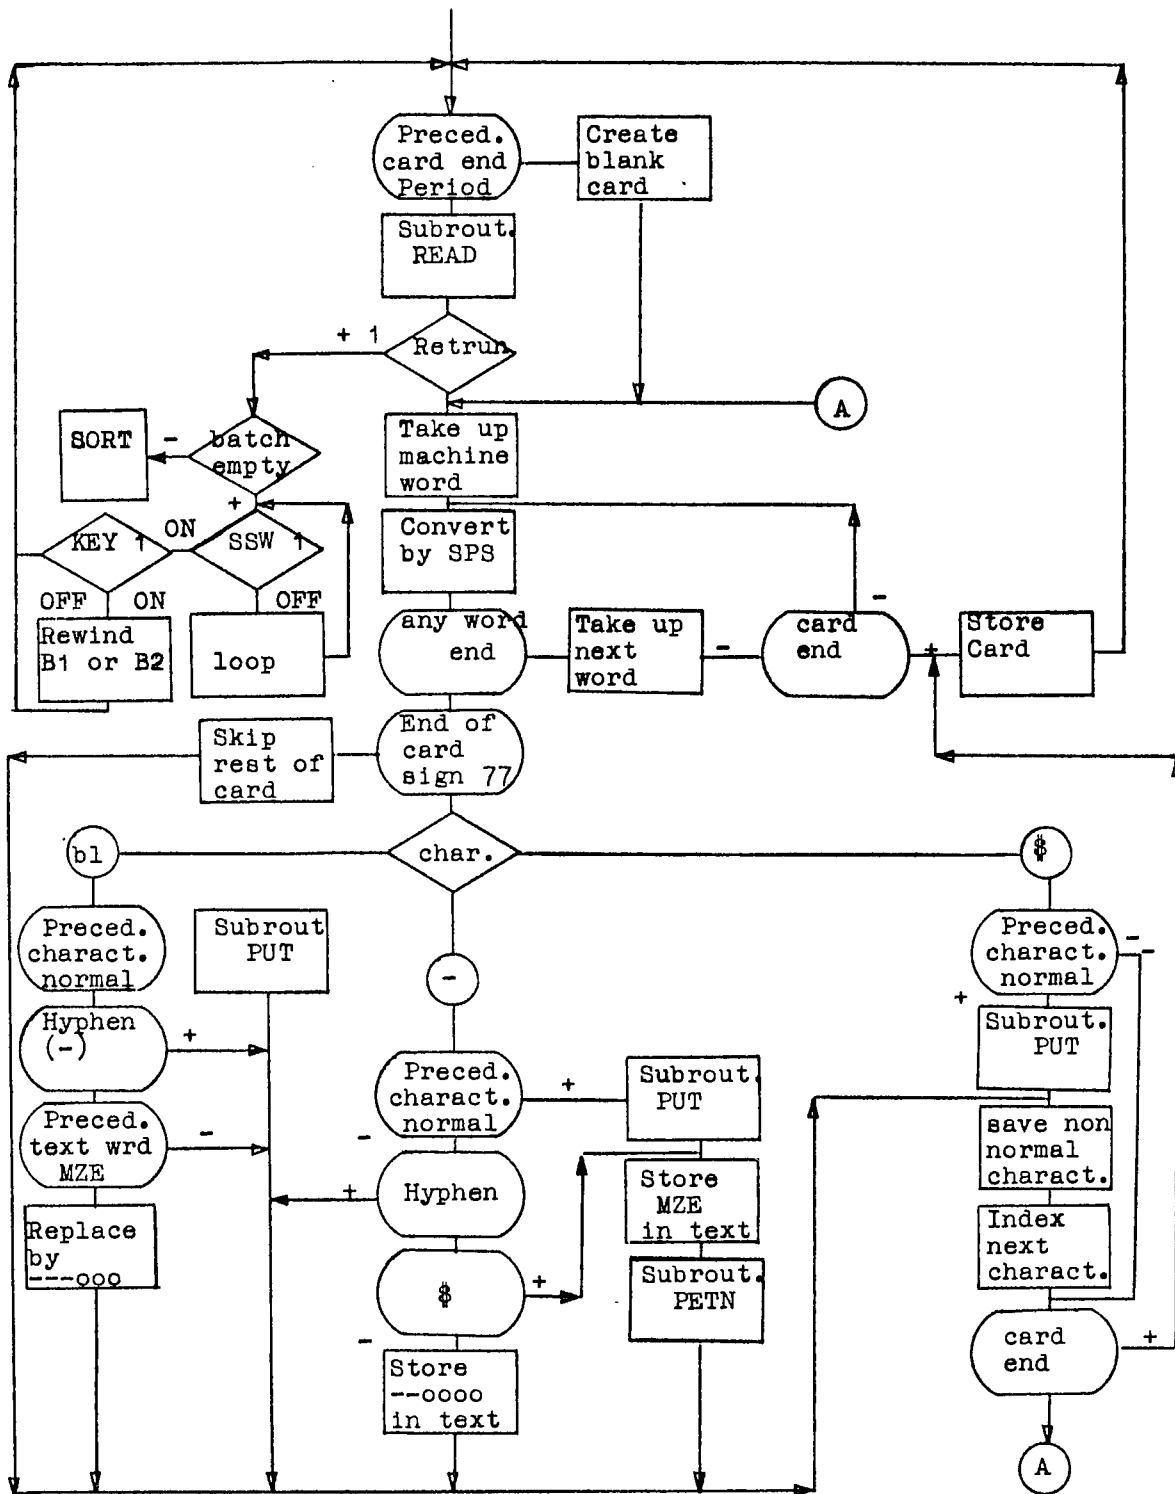 Preced.
card end
Period
Create
blank
card
Subrout.
READ
+ 1
Retrun
A
SORT
-
batch
empty
Take up
machine
word
+
KEY 1
ON
SSW 1
Convert
by SPS
OFF
ON
OFF
-
Rewind
B1 or B2
loop
any word
end
Take up
next
word
-
card
end
+
Store
Card
Skip
rest of
card
End of
card
sign 77
bl
char.
$
Preced.
charact.
normal
Subrout
PUT
-
Preced.
charact.
normal
-
-
+
Hyphen
(-)
+
Subrout.
PUT
Preced.
charact.
normal
+
Subrout.
PUT
-
Preced.
text wrd
MZE
-
save non
normal
charact.
Hyphen
+
Store
MZE
in text
Replace
by
---ooo
Index
next
charact.
$
+
Subrout.
PETN
-
Store
--oooo
in text
card
end
+
A